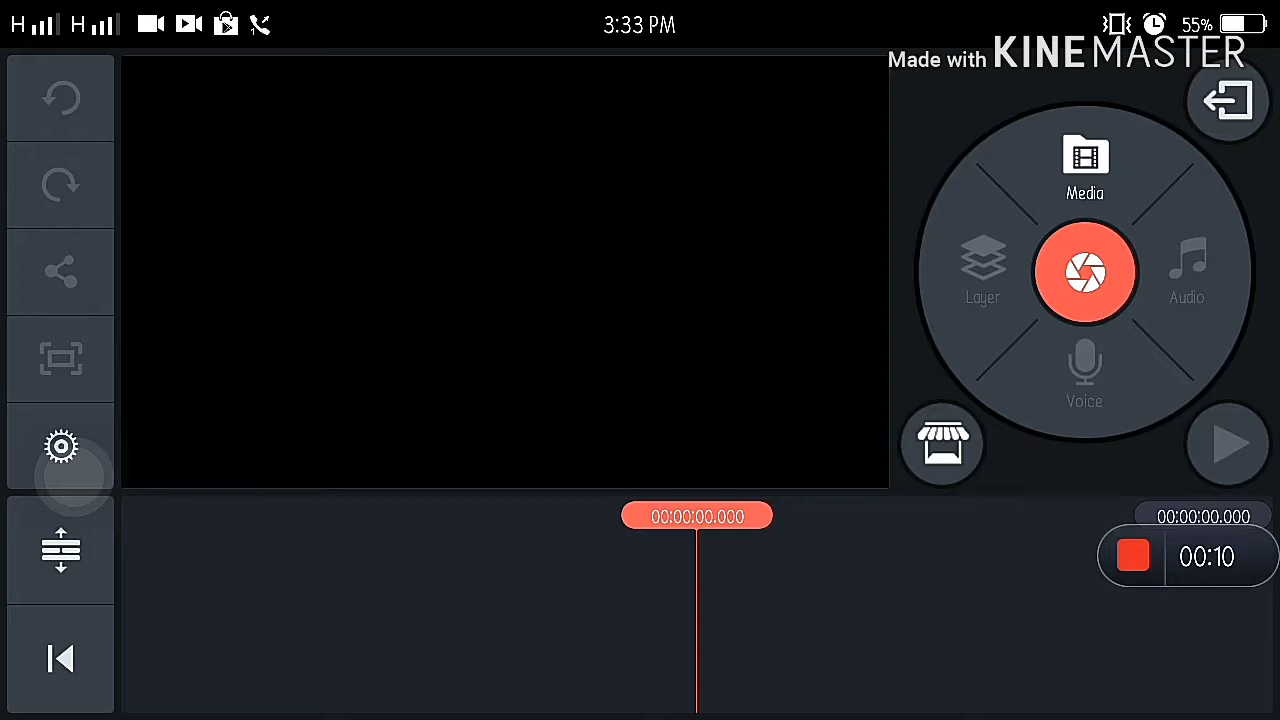 H H 3:33 PM 55%
Made with KINEMASTER
Media
Layer
Audio
Voice
00:00:00.000
00:00:00.000
00:10